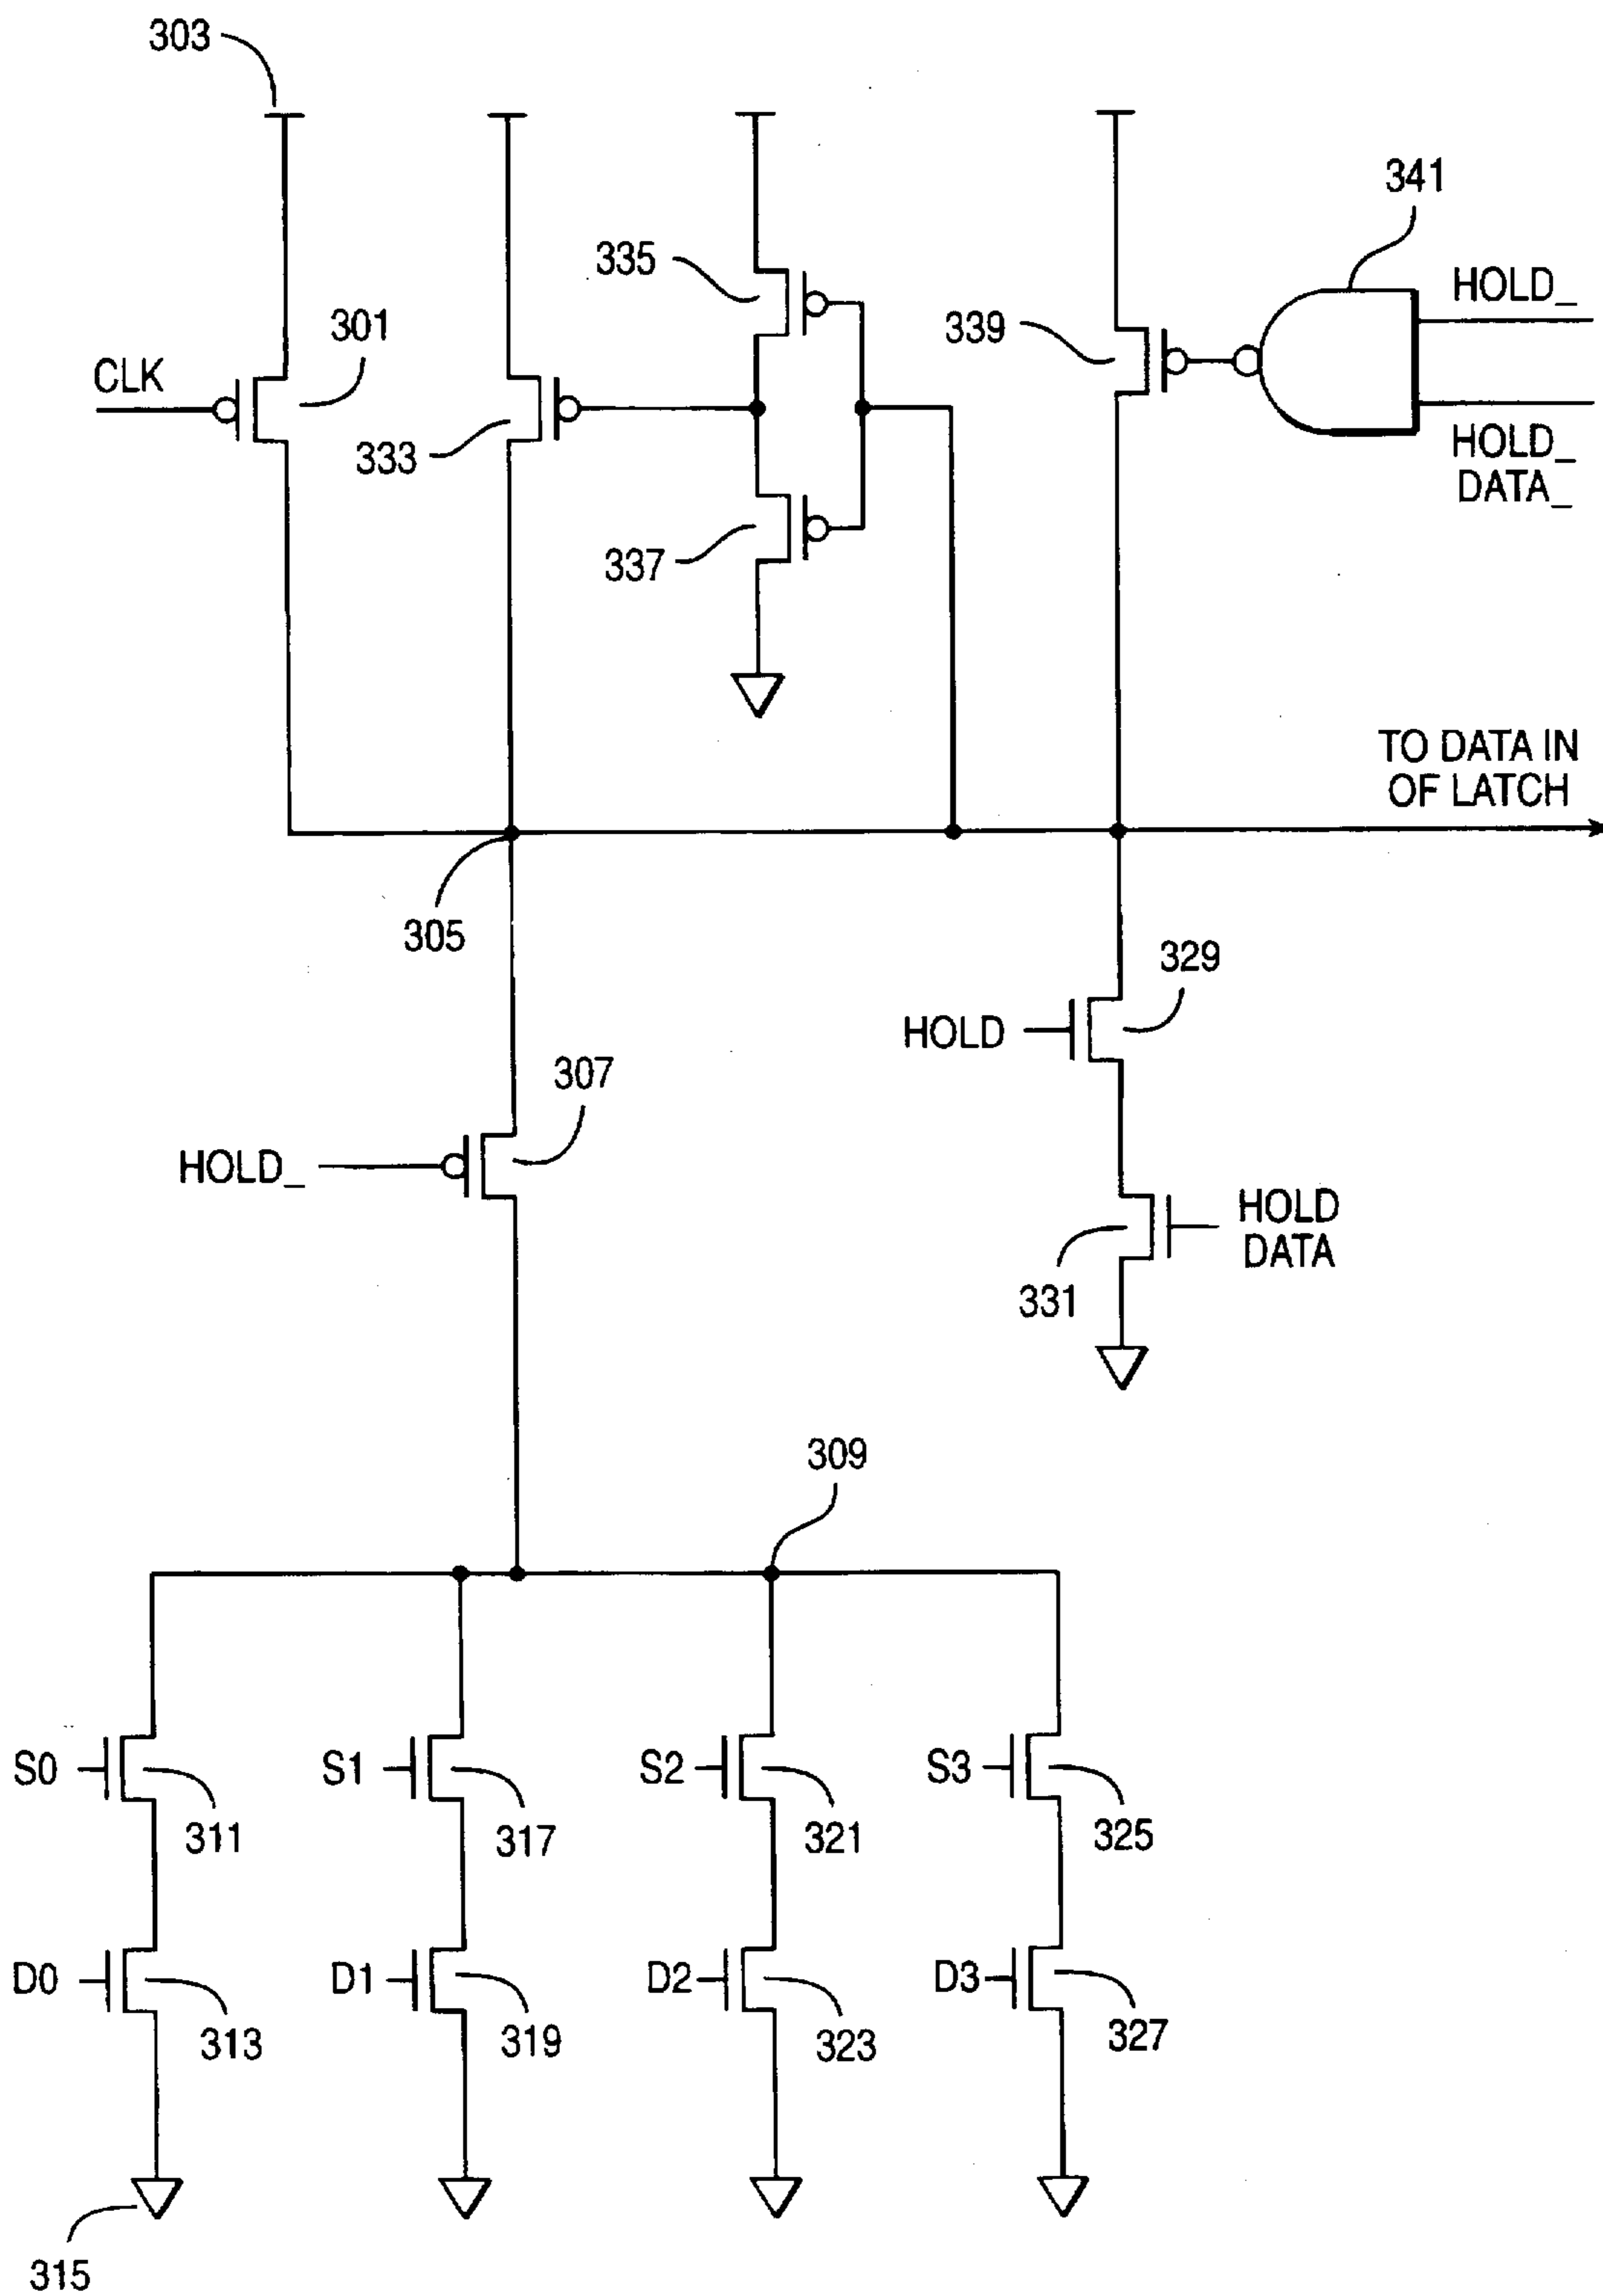 303
341
335
HOLD_
301
339
CLK
333
HOLD_
DATA_
337
TO DATA IN
OF LATCH
305
329
HOLD
307
HOLD_
HOLD
DATA
331
309
S0
S1
S2
S3
311
317
321
325
D0
D1
D2
D3
313
319
323
327
315